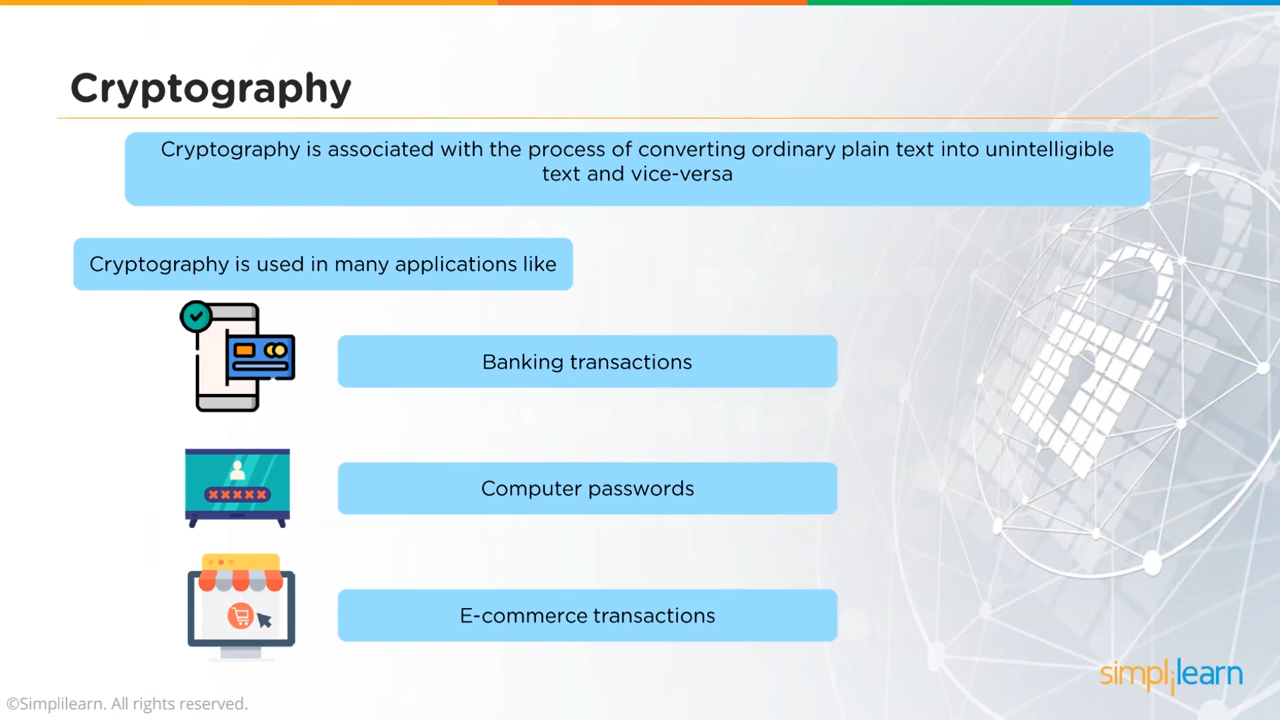 Cryptography
Cryptography is associated with the process of converting ordinary plain text into unintelligible
text and vice-versa
Cryptography is used in many applications like
Banking transactions
Computer passwords
E-commerce transactions
simplilearn
©Simplilearn. All rights reserved.